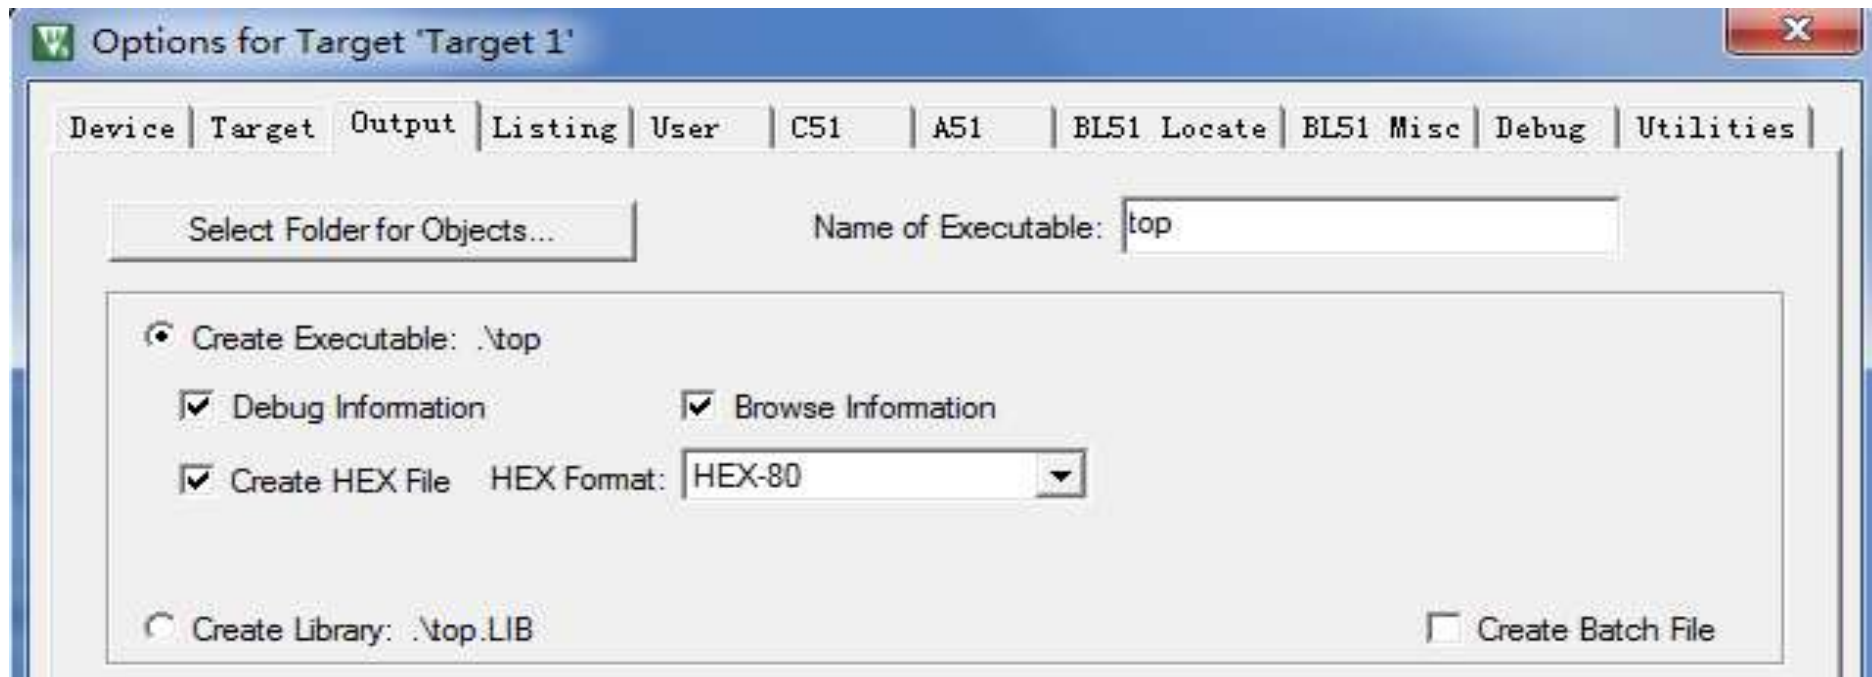 Options for Target 'Target 1'
Device Target Output Listing User C51 A51 BL51 Locate BL51 Misc Debug Utilities
Select Folder for Objects... Name of Executable: top
Create Executable: .\top
Debug Information Browse Information
Create HEX File HEX Format: HEX-80
Create Library: .\top.LIB Create Batch File